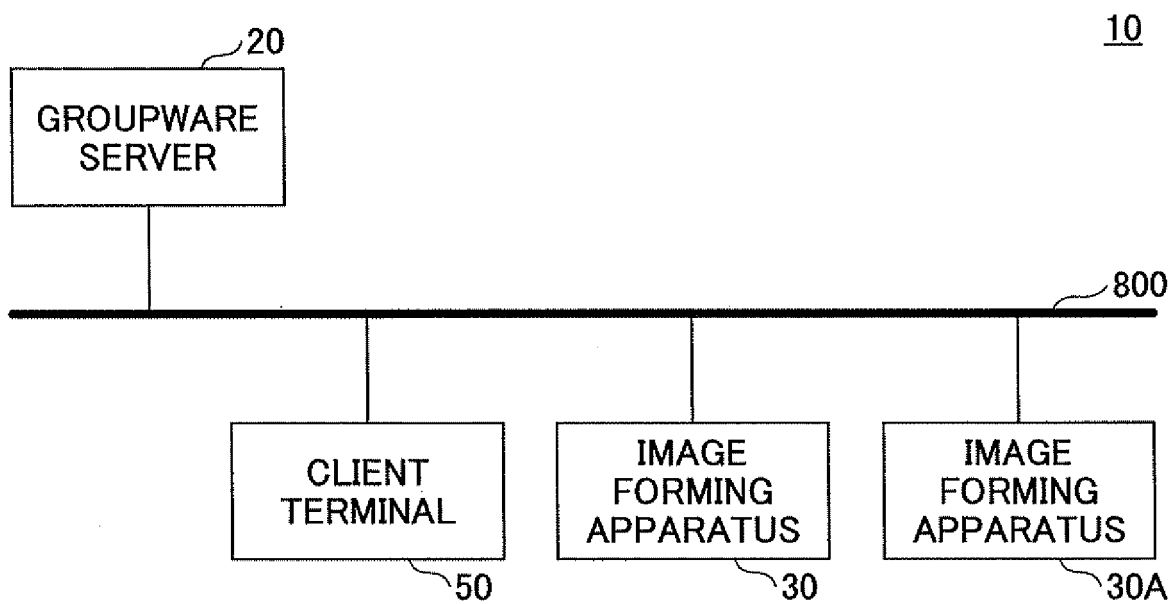 10
20
GROUPWARE
SERVER
800
CLIENT
TERMINAL
50
IMAGE
FORMING
APPARATUS
30
IMAGE
FORMING
APPARATUS
30A